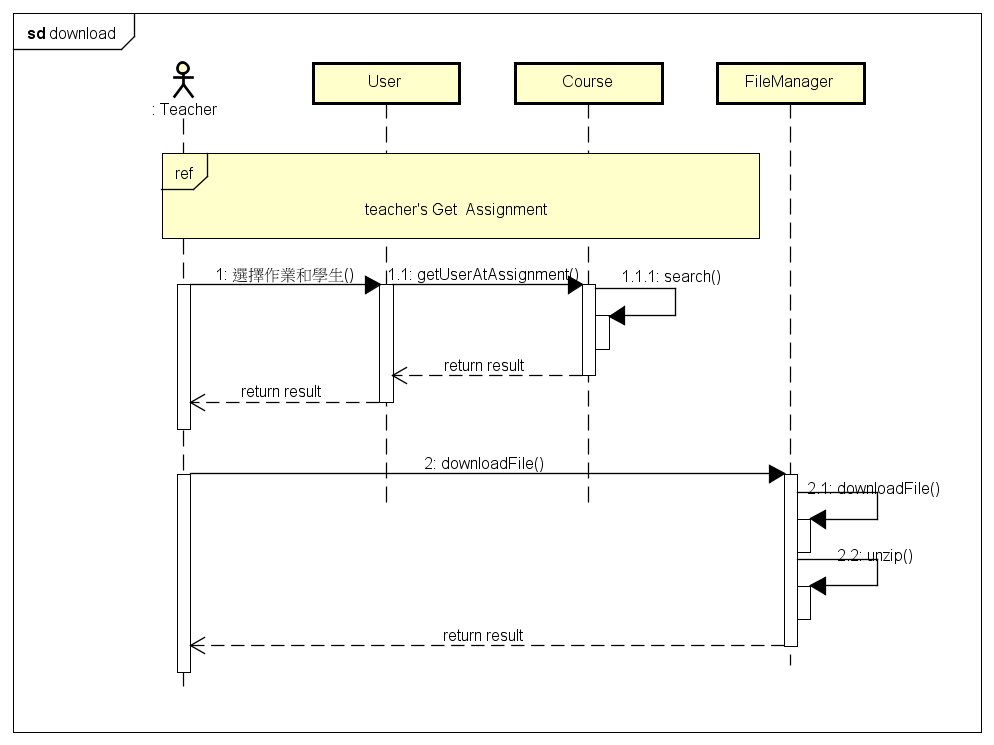 sd download
: Teacher
User
Course
FileManager
ref
teacher's Get  Assignment
1: 選擇作業和學生()
1.1: getUserAtAssignment()
1.1.1: search()
return result
return result
2: downloadFile()
2.1: downloadFile()
2.2: unzip()
return result